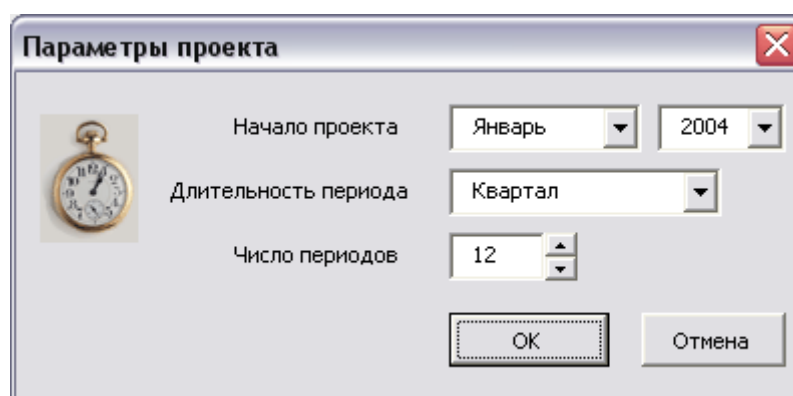 Параметры проекта
Начало проекта Январь 2004
Длительность периода Квартал
Число периодов 12
OK Отмена